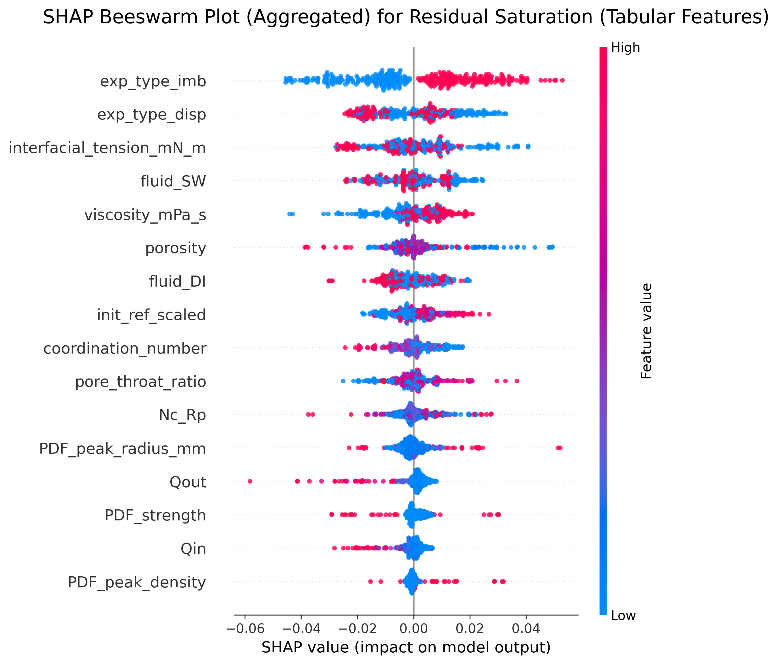 SHAP Beeswarm Plot (Aggregated) for Residual Saturation (Tabular Features)
High
exp_type_imb
exp_type_disp
interfacial_tension_mN_m
fluid_SW
viscosity_mPa_s
porosity
fluid_DI
init_ref_scaled
coordination_number
pore_throat_ratio
Nc_Rp
PDF_peak_radius_mm
Qout
PDF_strength
Qin
PDF_peak_density
Feature value
Low
−0.06 −0.04 −0.02 0.00 0.02 0.04
SHAP value (impact on model output)